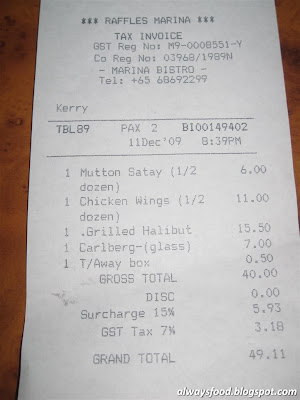 *** RAFFLES MARINA ***
TAX INVOICE
GST Reg No: M9-0008551-Y
Co Reg No: 03968/1989N
- MARINA BISTRO -
Tel: +65 68692299
Kerry
TBL89 PAX 2 BI00149402
11Dec'09 8:39PM
1 Mutton Satay (1/2 6.00
dozen)
1 Chicken Wings (1/2 11.00
dozen)
1 .Grilled Halibut 15.50
1 Carlberg-(glass) 7.00
1 T/Away box 0.50
GROSS TOTAL 40.00
DISC 0.00
Surcharge 15% 5.93
GST Tax 7% 3.18
GRAND TOTAL 49.11
alwaysfood.blogspot.com